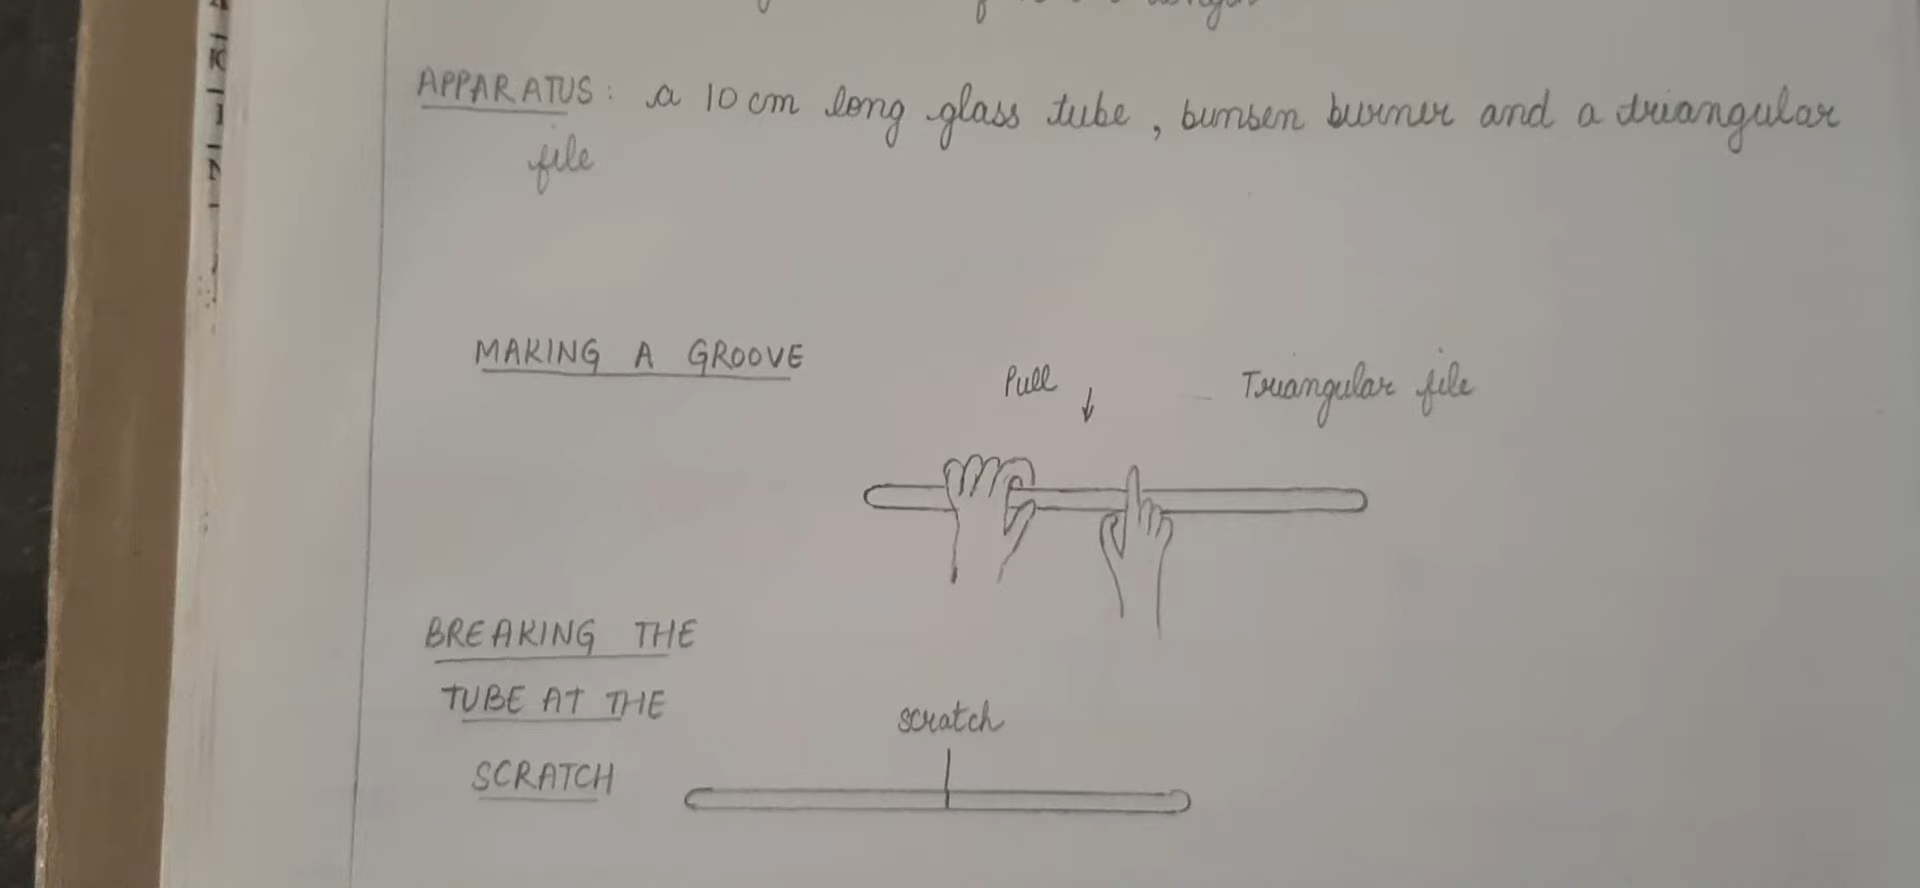 APPARATUS: a 10 cm long glass tube, bunsen burner and a triangular
file
MAKING A GROOVE
Pull ↓
Triangular file
BREAKING THE
TUBE AT THE
SCRATCH
scratch